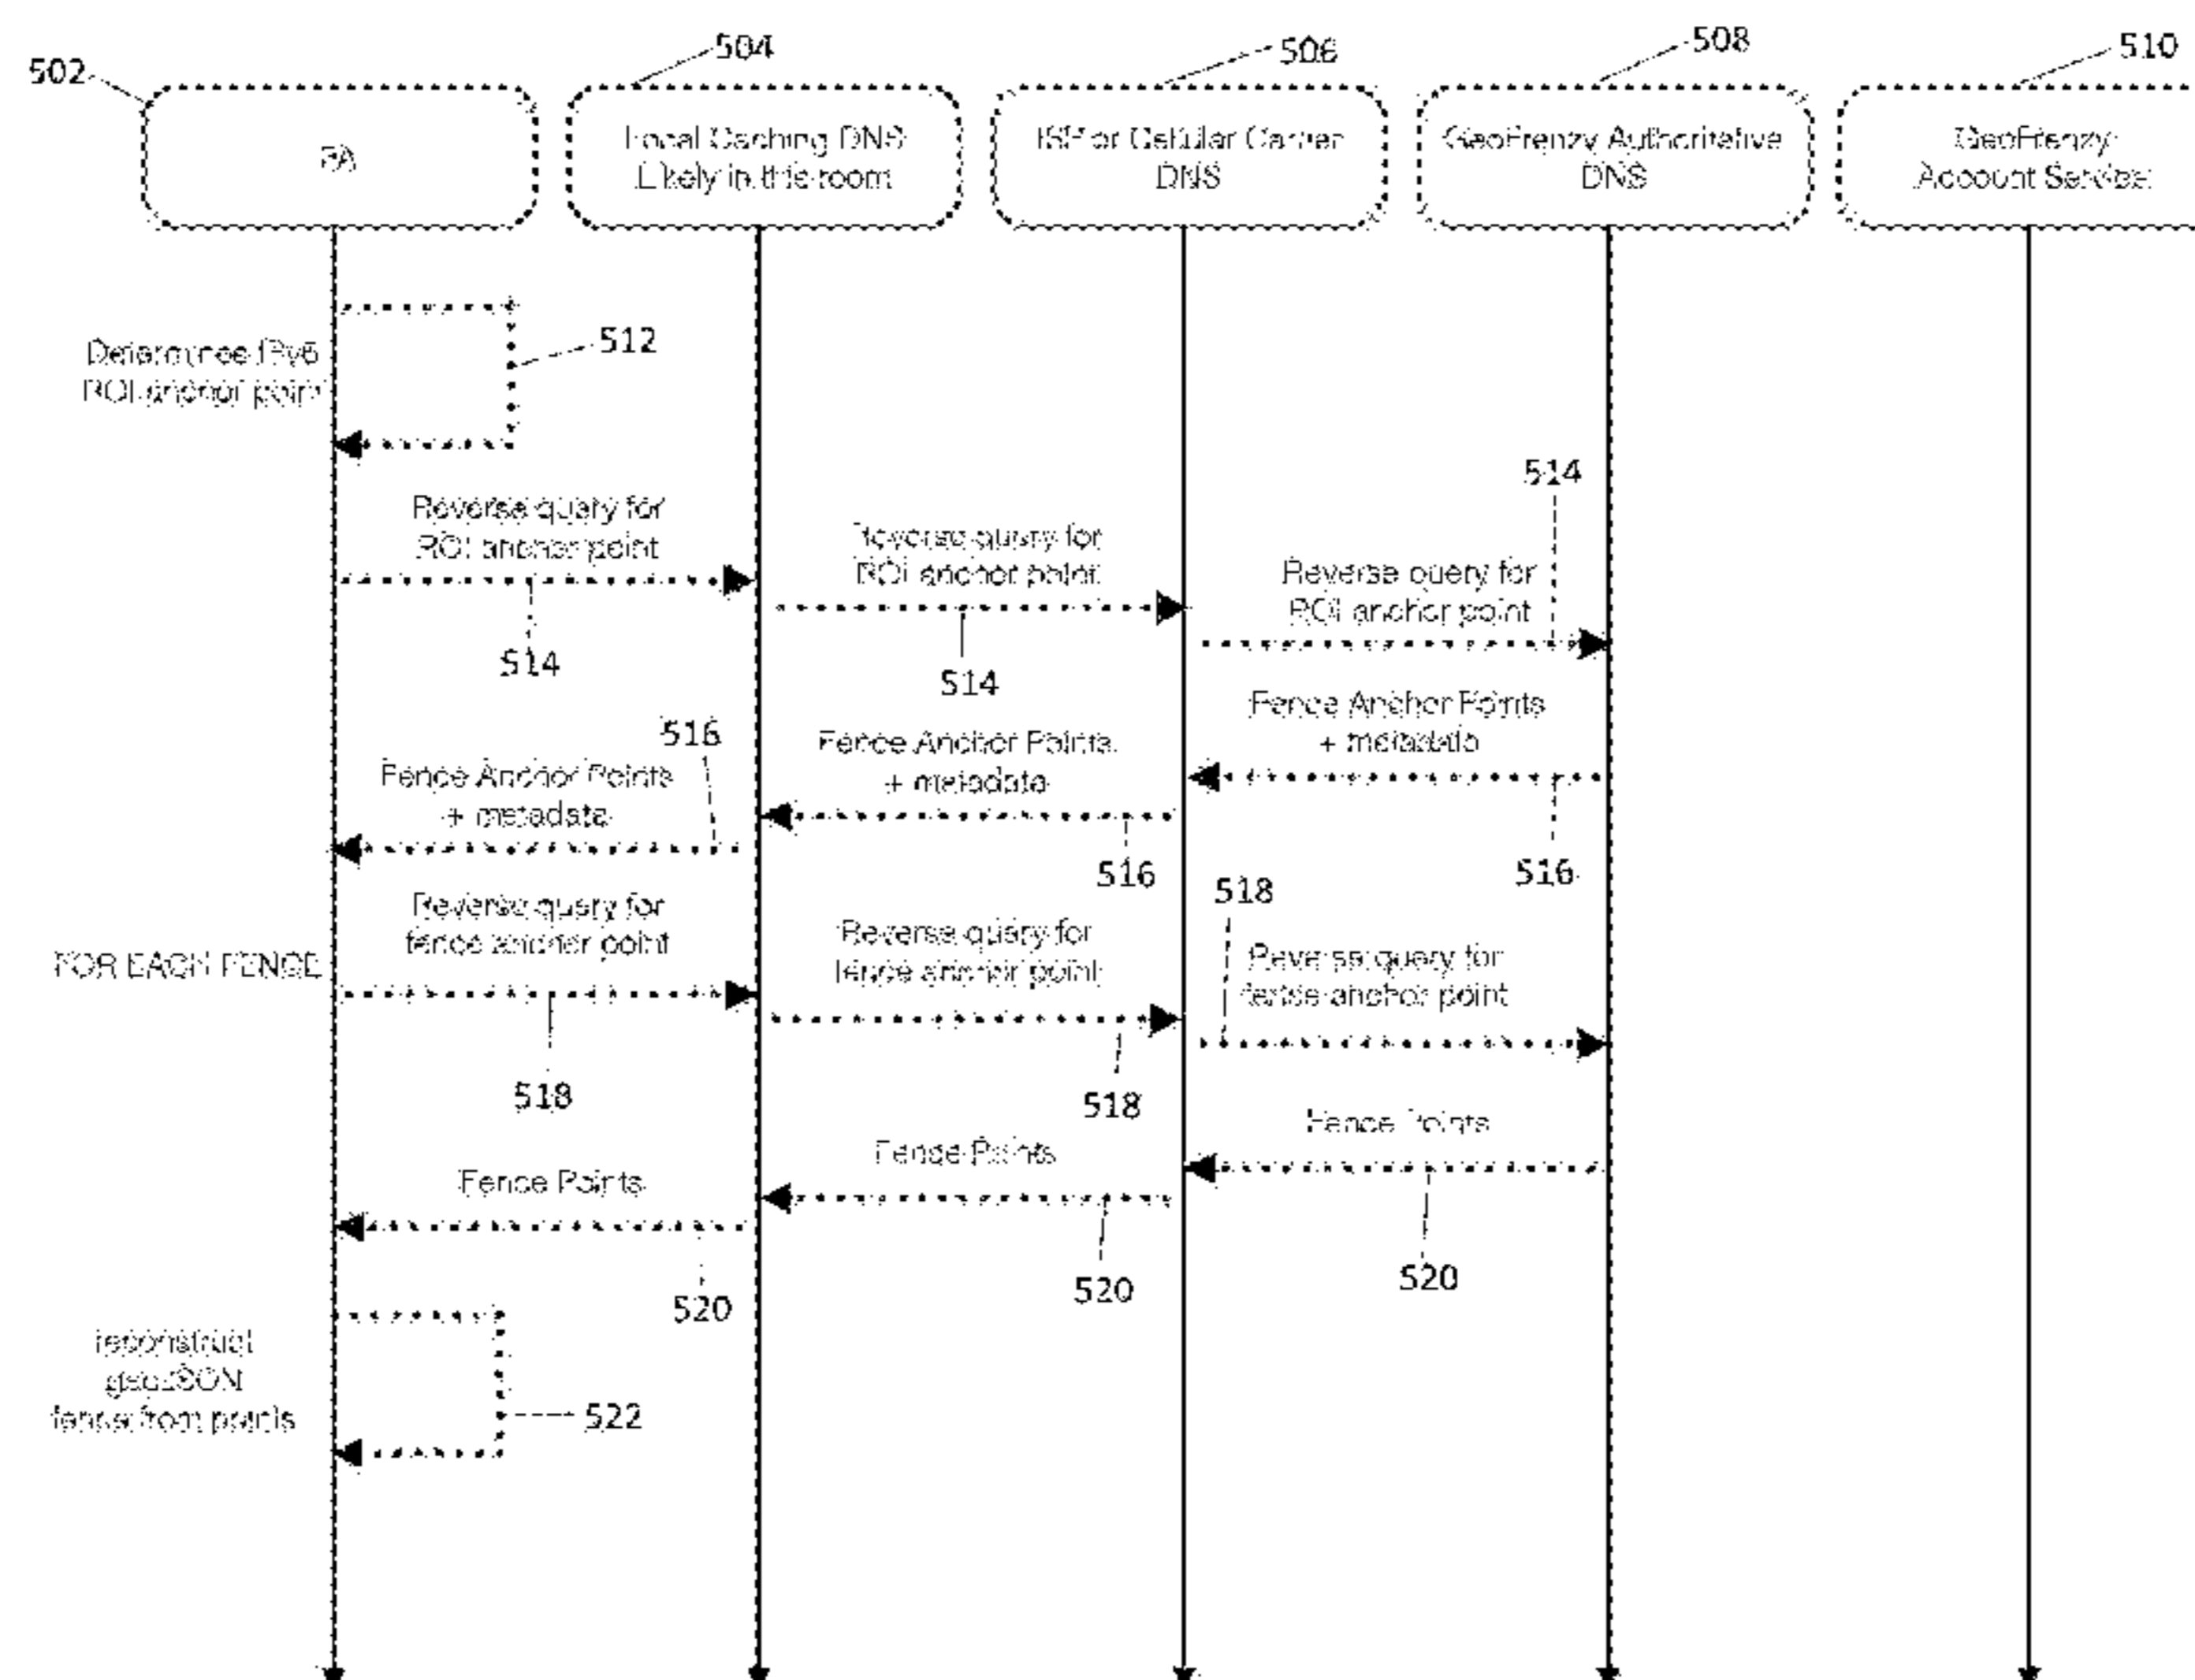 502
504
506
508
510
Local Caching DNS
Likely in this room
ISP or Cellular Carrier
DNS
GeoFrenzy Authoritative
DNS
GeoFrenzy
Account Service
Determines IPv6
ROI anchor point
512
Reverse query for
ROI anchor point
514
Reverse query for
ROI anchor point
514
Reverse query for
ROI anchor point
514
Fence Anchor Points
+ metadata
516
Fence Anchor Points
+ metadata
516
Fence Anchor Points
+ metadata
516
FOR EACH FENCE
Reverse query for
fence anchor point
518
Reverse query for
fence anchor point
518
Reverse query for
fence anchor point
518
Fence Points
520
Fence Points
520
Fence Points
520
reconstruct
geoJSON
fence from points
522